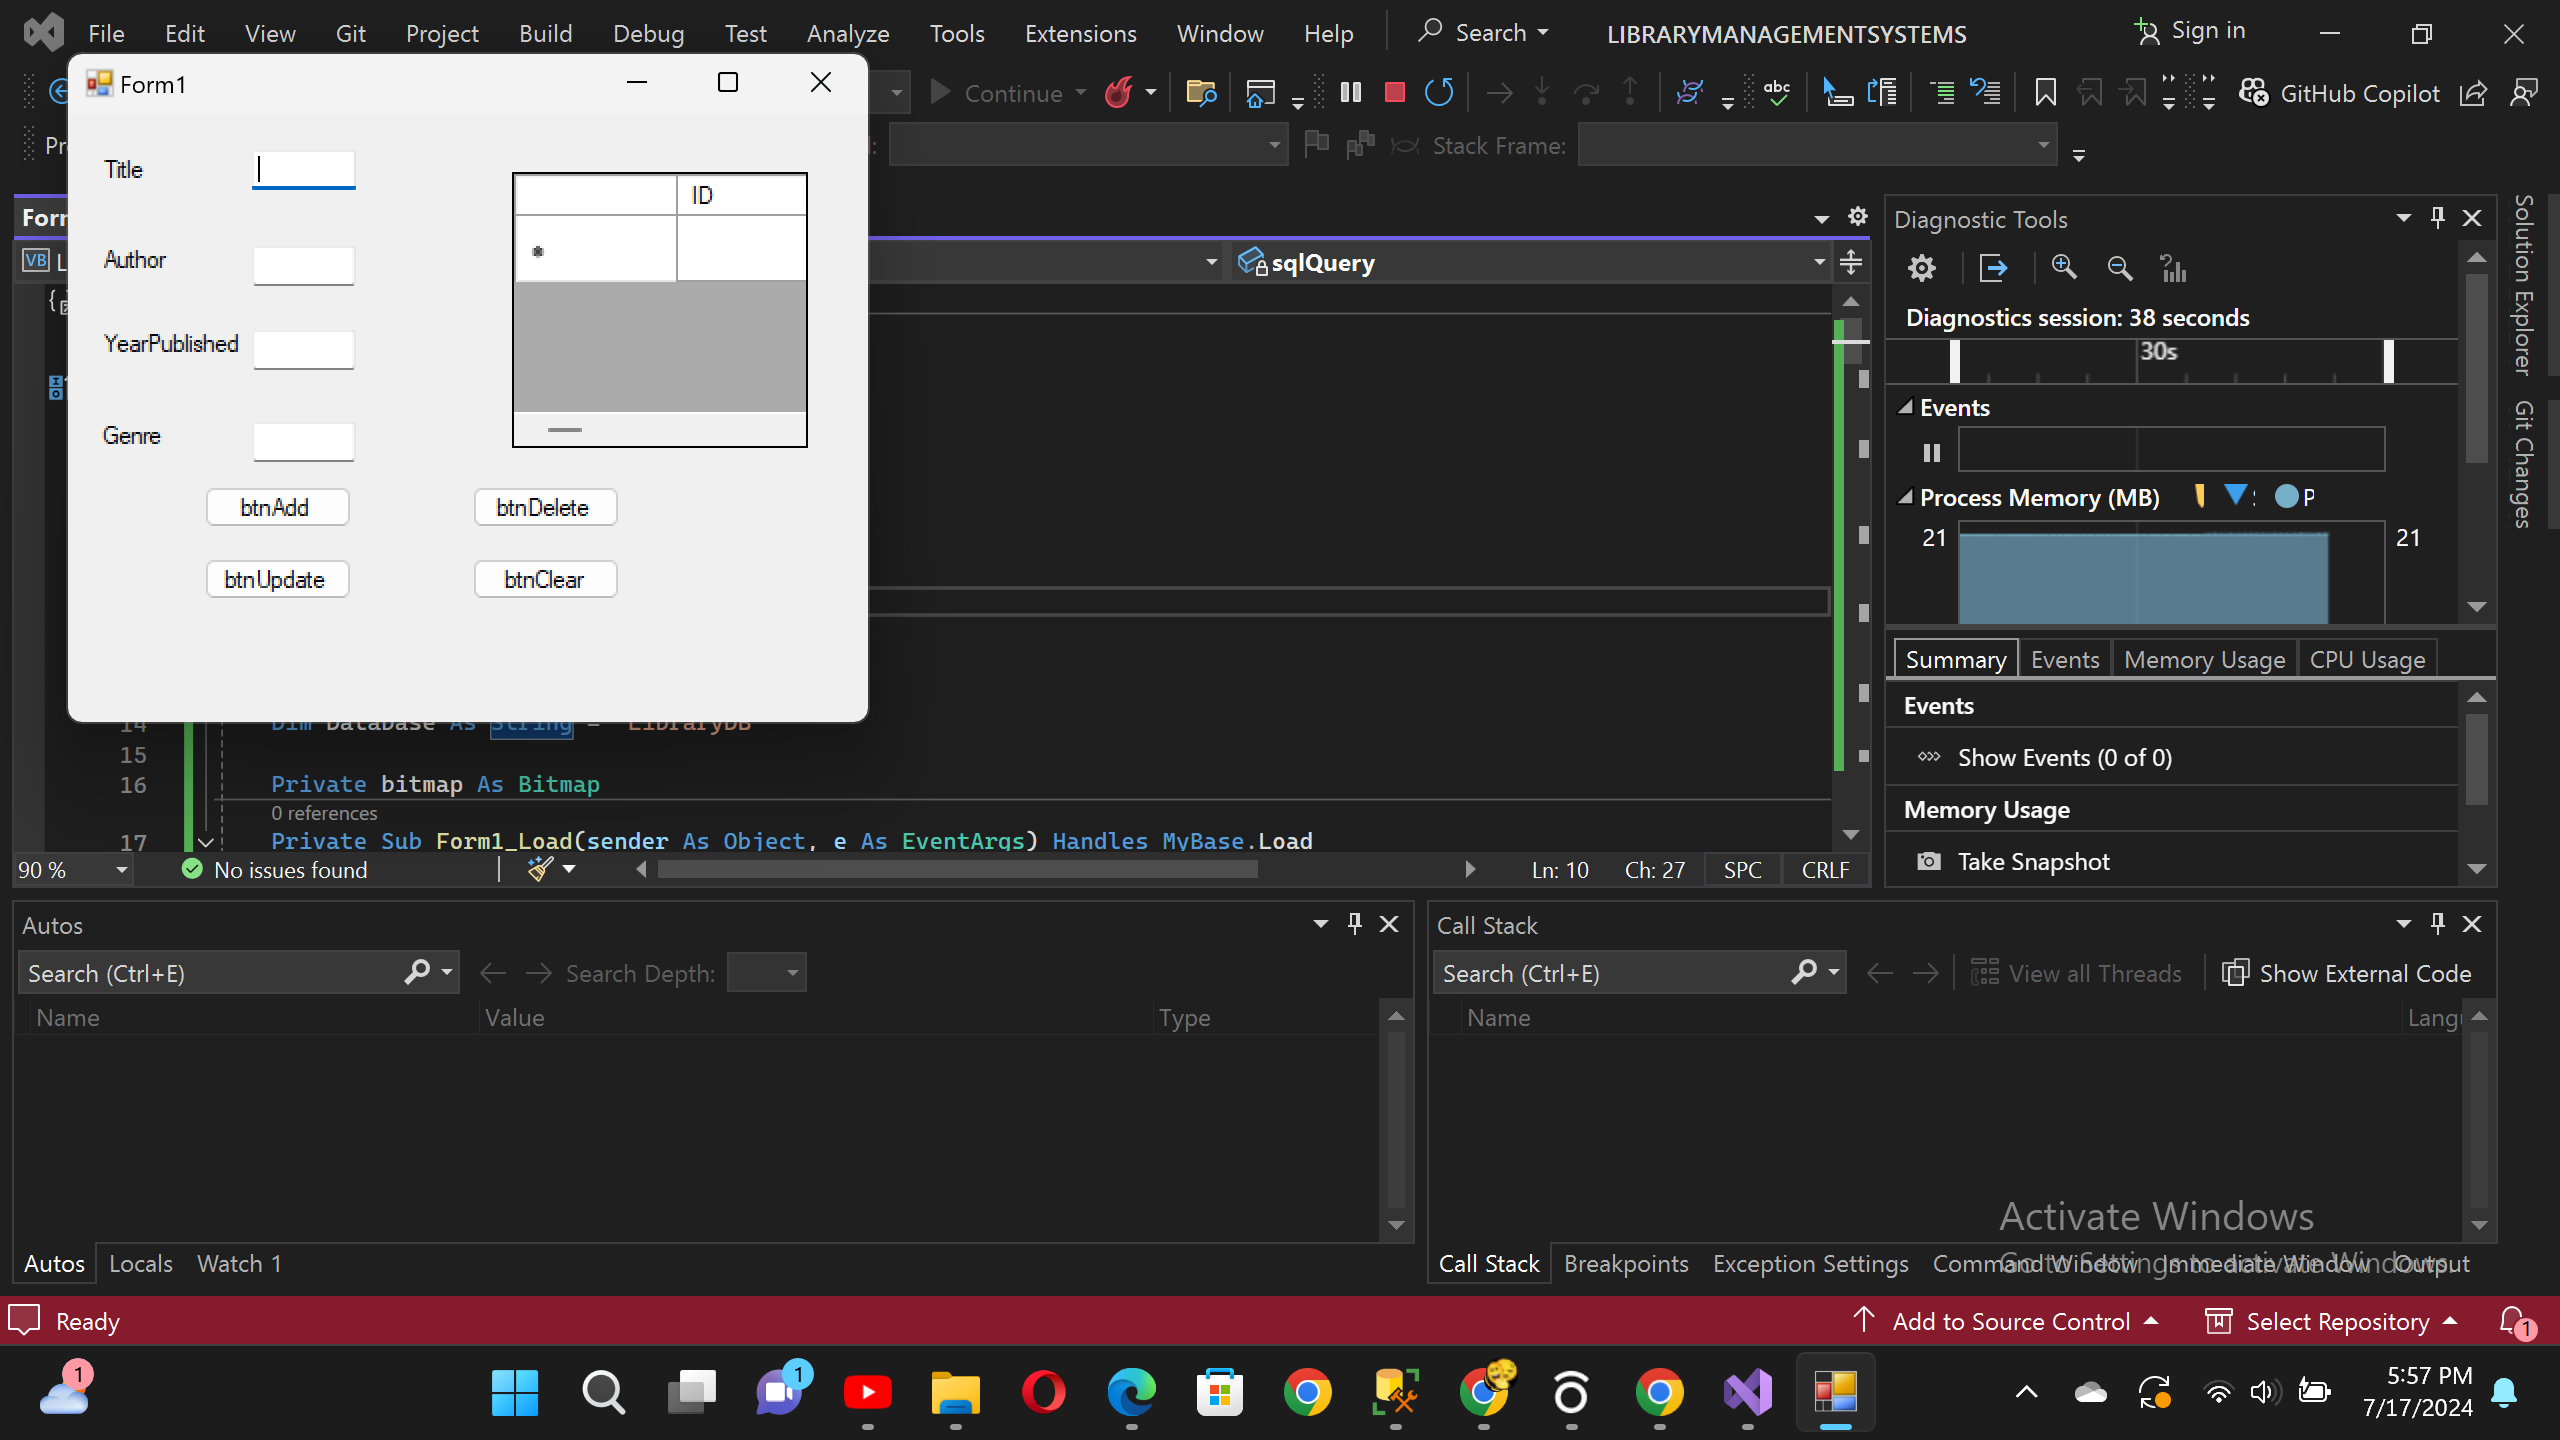 File Edit View Git Project Build Debug Test Analyze Tools Extensions Window Help Search LIBRARYMANAGEMENTSYSTEMS Sign in
Form1
Continue
abc
GitHub Copilot
Stack Frame:
Title
Author
YearPublished
Genre
ID
btnAdd btnDelete
btnUpdate btnClear
VB
sqlQuery
Diagnostic Tools
Diagnostics session: 38 seconds
30s
Events
Process Memory (MB) P
21 21
Summary Events Memory Usage CPU Usage
Events
Show Events (0 of 0)
Memory Usage
Take Snapshot
Solution Explorer
Git Changes
14 Dim Database As String = "LibraryDB"
15
16 Private bitmap As Bitmap
0 references
17 Private Sub Form1_Load(sender As Object, e As EventArgs) Handles MyBase.Load
90 % No issues found Ln: 10 Ch: 27 SPC CRLF
Autos
Search (Ctrl+E) Search Depth:
Name Value Type
Autos Locals Watch 1
Call Stack
Search (Ctrl+E) View all Threads Show External Code
Name
Activate Windows
Go to Settings to activate Windows.
Call Stack Breakpoints Exception Settings Command Window Immediate Window Output
Ready Add to Source Control Select Repository 1
1
1
5:57 PM
7/17/2024